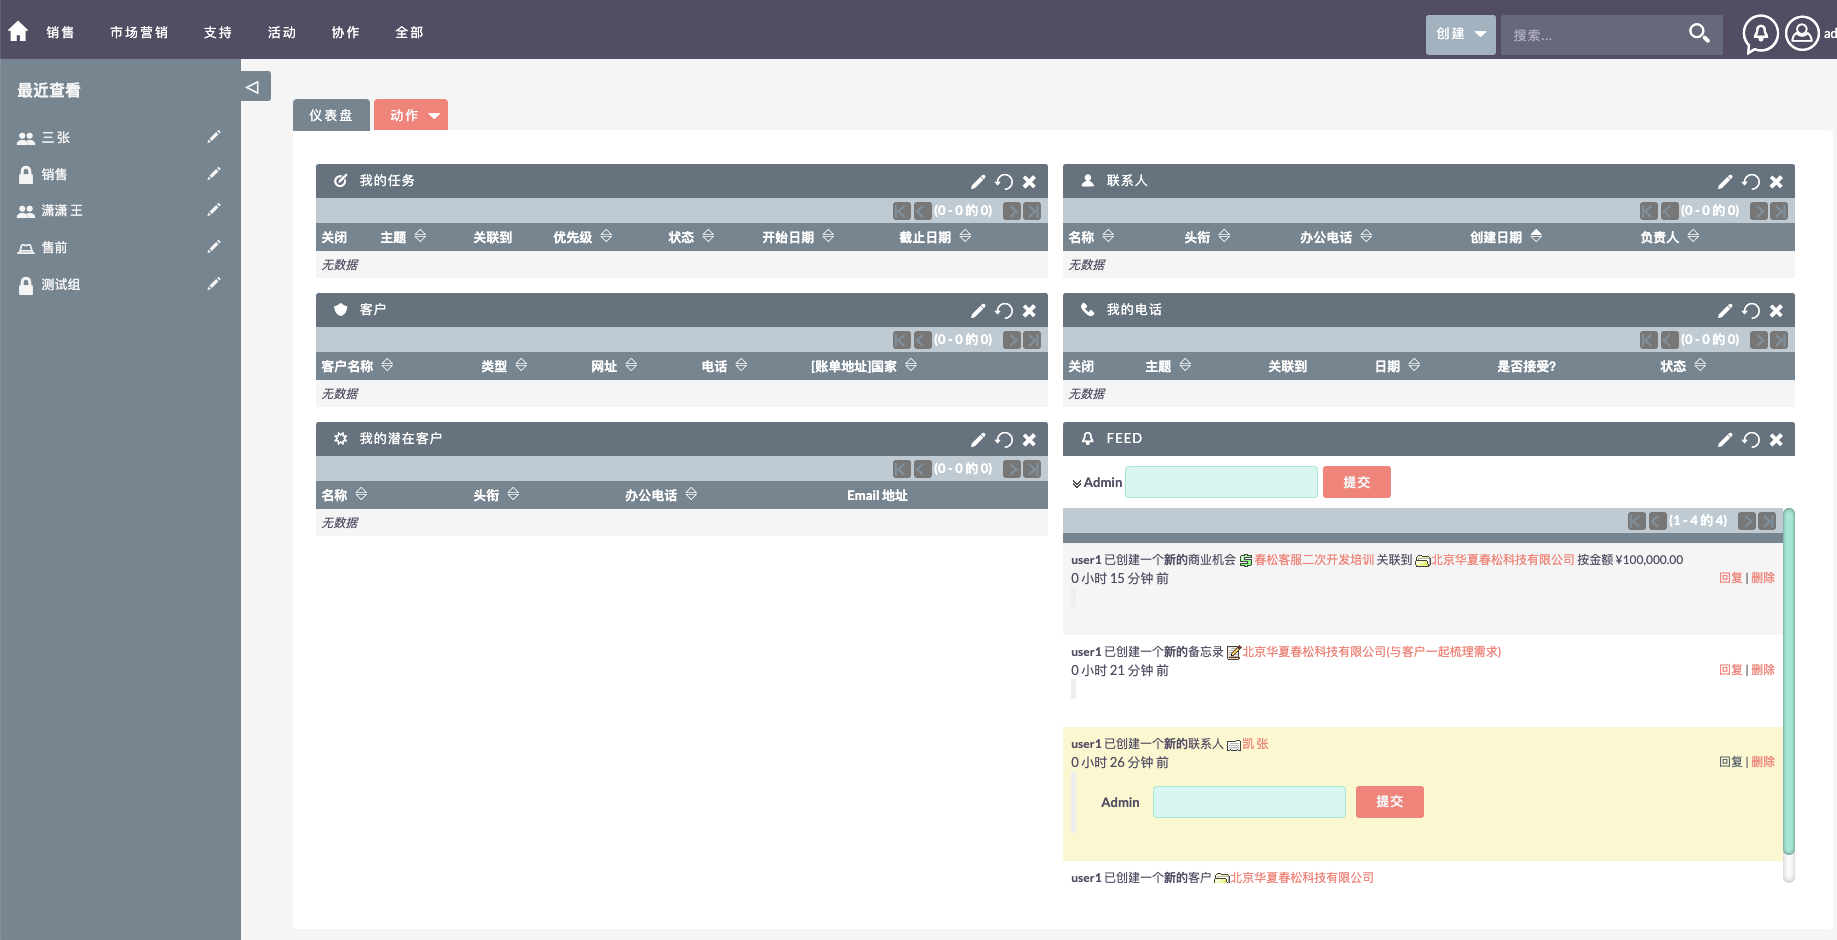 销售 市场营销 支持 活动 协作 全部 创建 搜索... ad
最近查看
三 张
销售
潇潇 王
售前
测试组
仪表盘 动作
我的任务
(0 - 0 的 0)
关闭 主题 关联到 优先级 状态 开始日期 截止日期
无数据
客户
(0 - 0 的 0)
客户名称 类型 网址 电话 [账单地址]国家
无数据
我的潜在客户
(0 - 0 的 0)
名称 头衔 办公电话 Email 地址
无数据
联系人
(0 - 0 的 0)
名称 头衔 办公电话 创建日期 负责人
无数据
我的电话
(0 - 0 的 0)
关闭 主题 关联到 日期 是否接受? 状态
无数据
FEED
Admin 提交
(1 - 4 的 4)
user1 已创建一个新的商业机会 春松客服二次开发培训 关联到 北京华夏春松科技有限公司 按金额 ¥100,000.00
0 小时 15 分钟 前 回复 | 删除
user1 已创建一个新的备忘录 北京华夏春松科技有限公司(与客户一起梳理需求)
0 小时 21 分钟 前 回复 | 删除
user1 已创建一个新的联系人 凯 张
0 小时 26 分钟 前 回复 | 删除
Admin 提交
user1 已创建一个新的客户 北京华夏春松科技有限公司